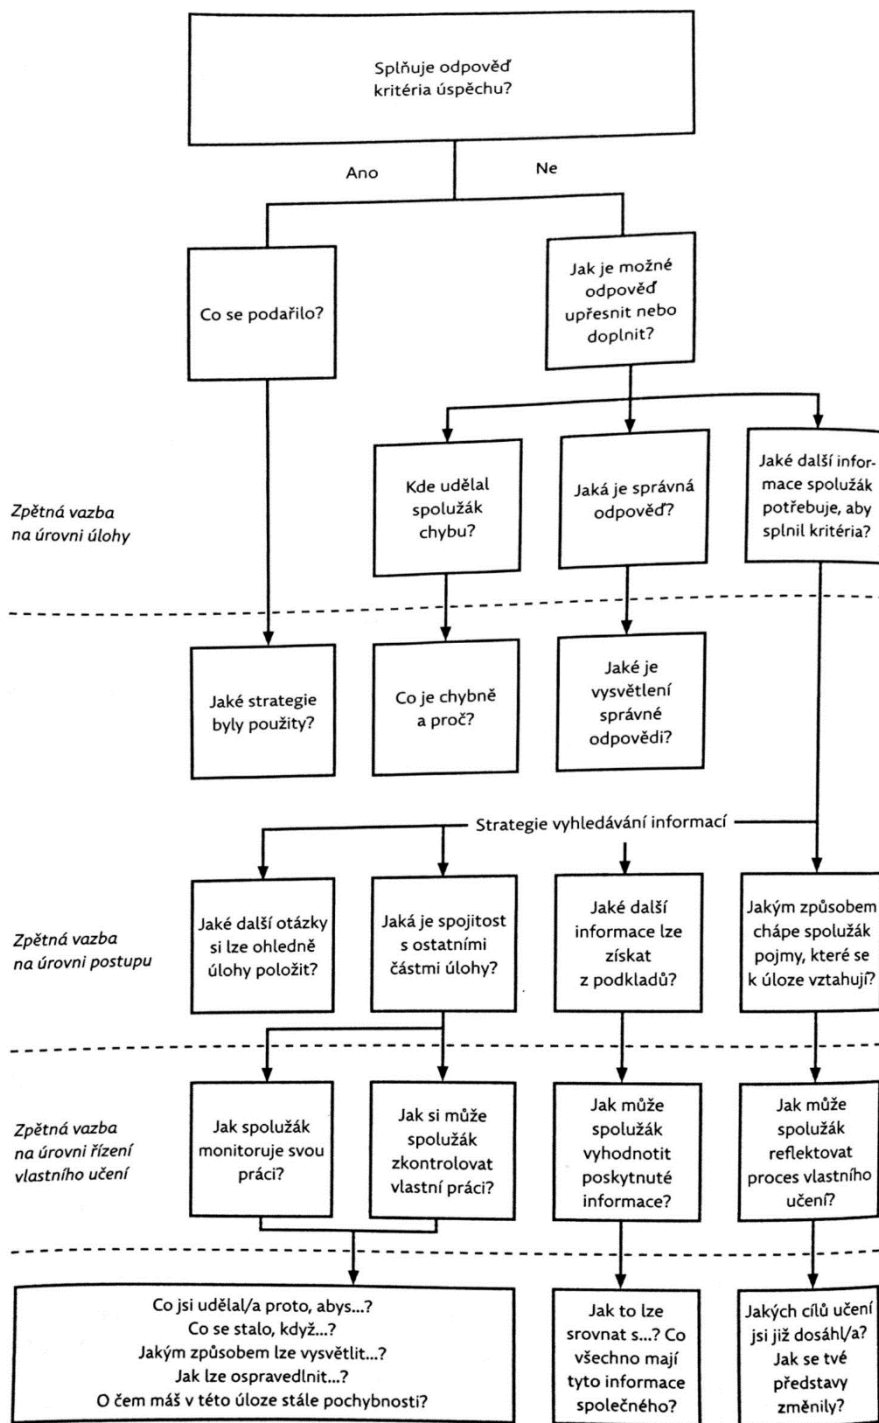 Splňuje odpověď
kritéria úspěchu?
Ano
Ne
Co se podařilo?
Jak je možné
odpověď
upřesnit nebo
doplnit?
Zpětná vazba
na úrovni úlohy
Kde udělal
spolužák
chybu?
Jaká je správná
odpověď?
Jaké další infor-
mace spolužák
potřebuje, aby
splnil kritéria?
Jaké strategie
byly použity?
Co je chybně
a proč?
Jaké je
vysvětlení
správné
odpovědi?
Strategie vyhledávání informací
Zpětná vazba
na úrovni postupu
Jaké další otázky
si lze ohledně
úlohy položit?
Jaká je spojitost
s ostatními
částmi úlohy?
Jaké další
informace lze
získat
z podkladů?
Jakým způsobem
chápe spolužák
pojmy, které se
k úloze vztahují?
Zpětná vazba
na úrovni řízení
vlastního učení
Jak spolužák
monitoruje svou
práci?
Jak si může
spolužák
zkontrolovat
vlastní práci?
Jak může
spolužák
vyhodnotit
poskytnuté
informace?
Jak může
spolužák
reflektovat
proces vlastního
učení?
Co jsi udělal/a proto, abys...?
Co se stalo, když...?
Jakým způsobem lze vysvětlit...?
Jak lze ospravedlnit...?
O čem máš v této úloze stále pochybnosti?
Jak to lze
srovnat s...? Co
všechno mají
tyto informace
společného?
Jakých cílů učení
jsi již dosáhl/a?
Jak se tvé
představy
změnily?